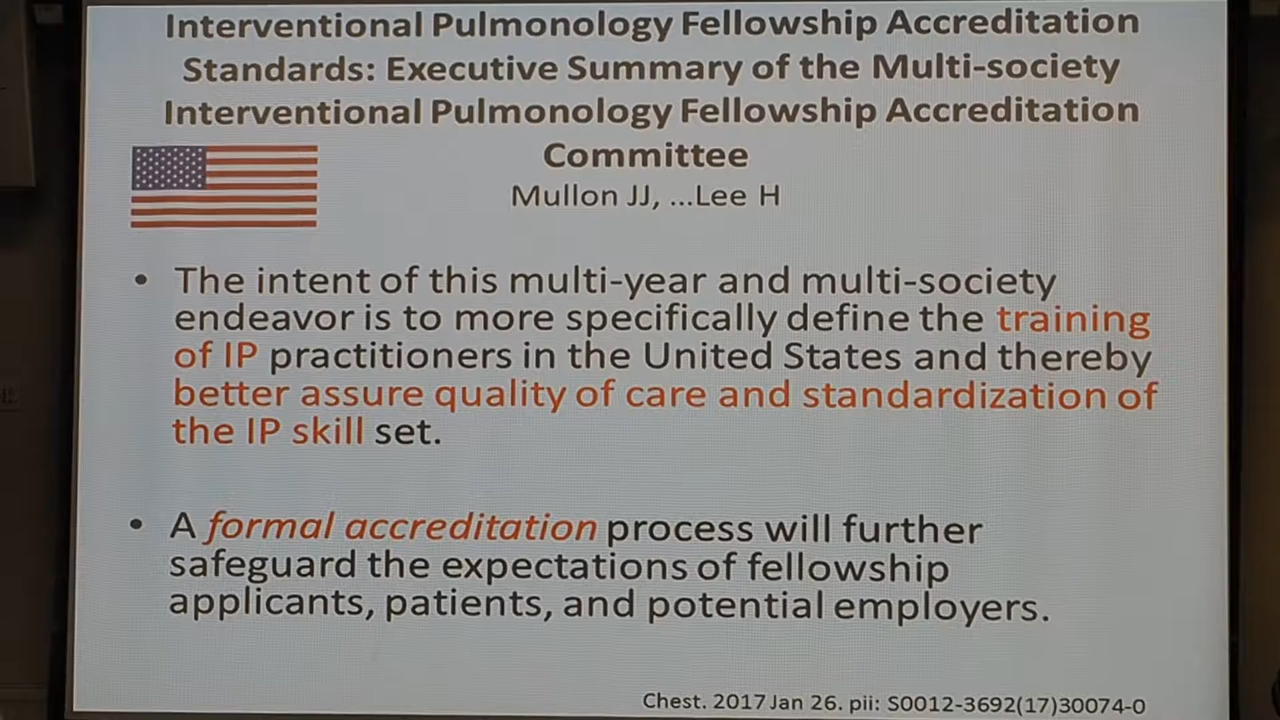 Interventional Pulmonology Fellowship Accreditation
Standards: Executive Summary of the Multi-society
Interventional Pulmonology Fellowship Accreditation
Committee
Mullon JJ, ...Lee H
• The intent of this multi-year and multi-society
endeavor is to more specifically define the training
of IP practitioners in the United States and thereby
better assure quality of care and standardization of
the IP skill set.
• A formal accreditation process will further
safeguard the expectations of fellowship
applicants, patients, and potential employers.
Chest. 2017 Jan 26. pii: S0012-3692(17)30074-0